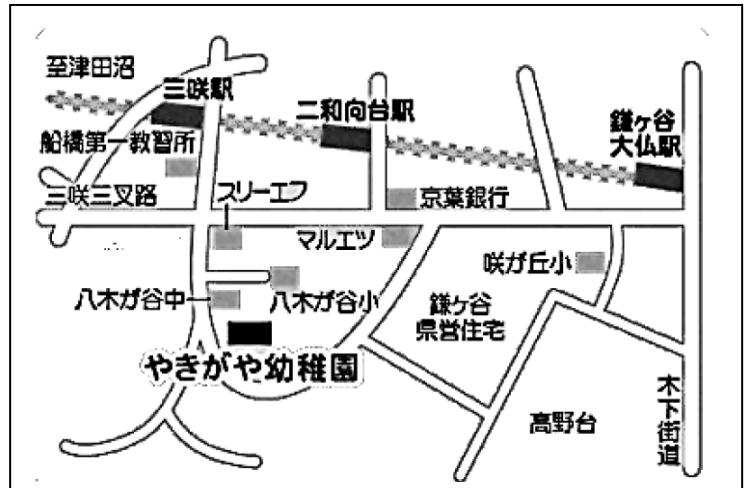 至津田沼
三咲駅
二和向台駅
鎌ヶ谷
大仏駅
船橋第一教習所
三咲三叉路
スリーエフ
京葉銀行
マルエツ
咲が丘小
八木が谷中
八木が谷小
鎌ヶ谷
県営住宅
やきがや幼稚園
高野台
木下街道